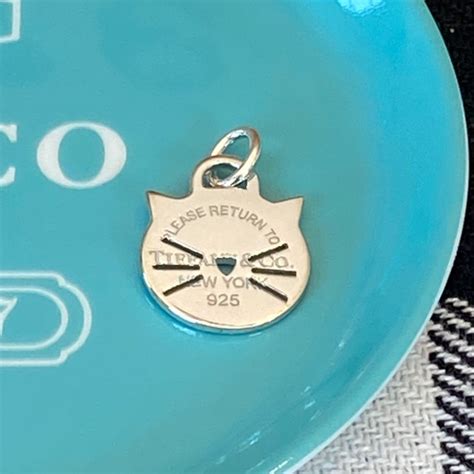 CO
PLEASE RETURN TO
TIFFANY & CO.
NEW YORK
925